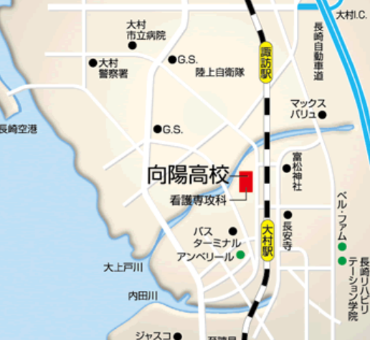 大村I.C.
大村
市立病院
諏訪駅
長崎自動車道
G.S.
大村
警察署
陸上自衛隊
マックス
バリュ
長崎空港
G.S.
富松神社
向陽高校
看護専攻科
ベル・ファム
長安寺
バス
ターミナル
大村駅
アンベリール
長崎リハビリ
テーション学院
大上戸川
内田川
ジャスコ